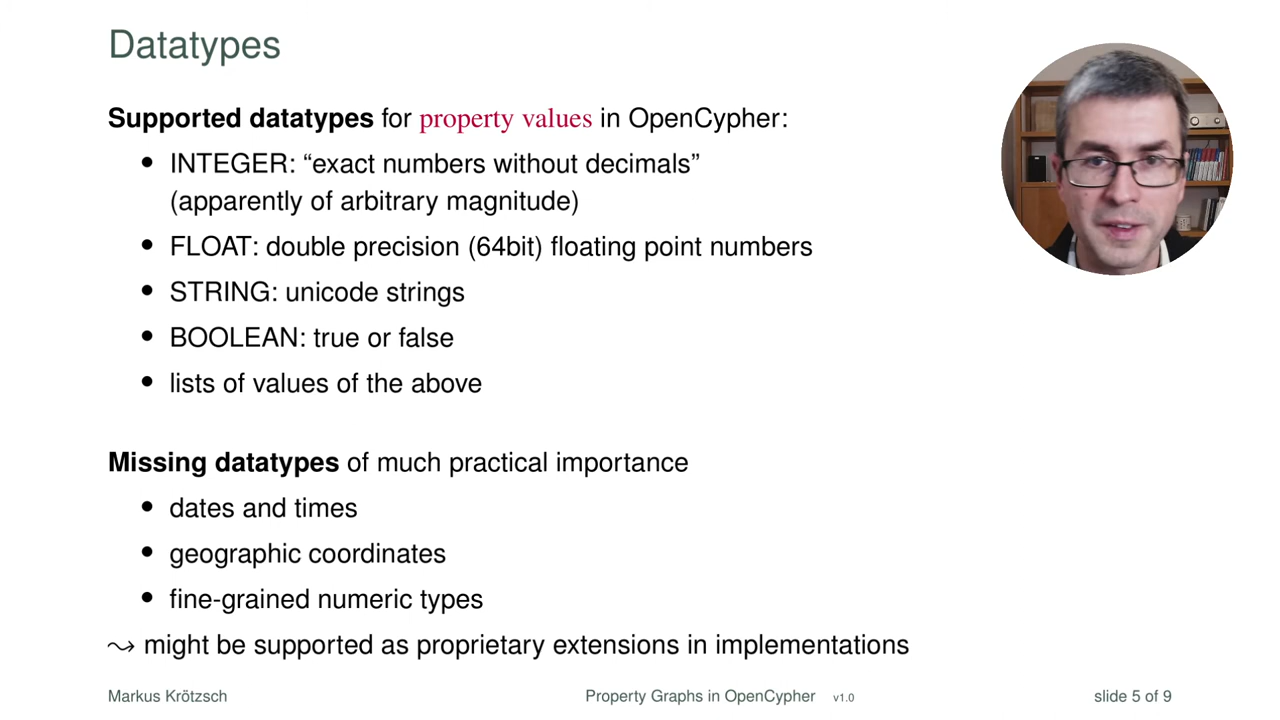 Datatypes
Supported datatypes for property values in OpenCypher:
• INTEGER: “exact numbers without decimals”
(apparently of arbitrary magnitude)
• FLOAT: double precision (64bit) floating point numbers
• STRING: unicode strings
• BOOLEAN: true or false
• lists of values of the above
Missing datatypes of much practical importance
• dates and times
• geographic coordinates
• fine-grained numeric types
⤳ might be supported as proprietary extensions in implementations
Markus Krötzsch Property Graphs in OpenCypher v1.0 slide 5 of 9